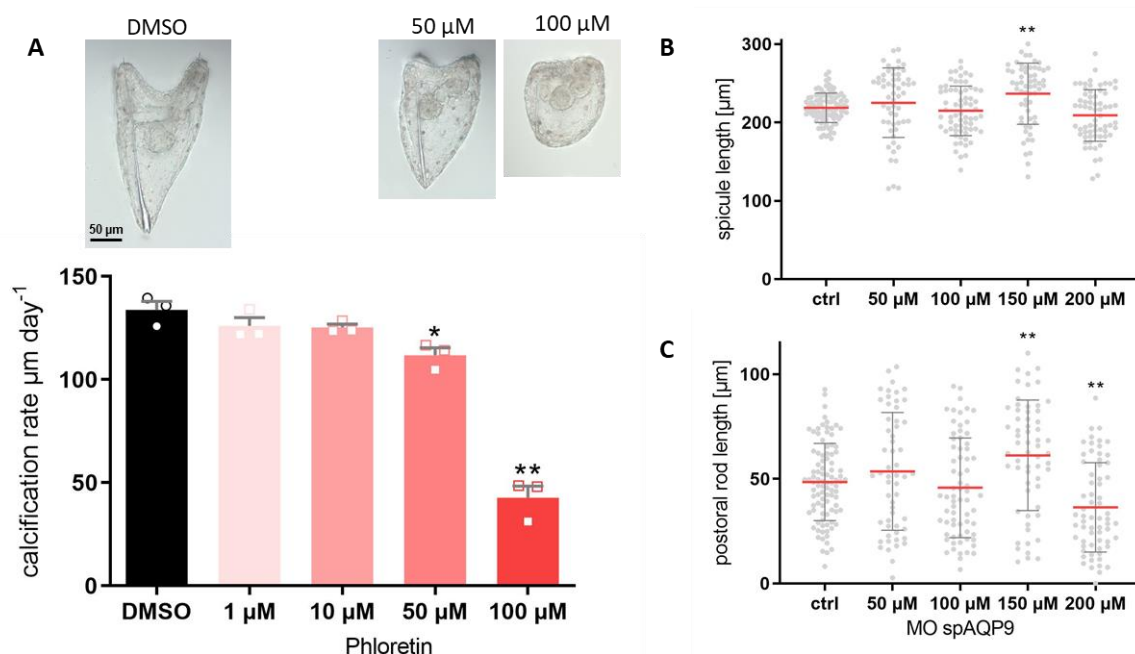 A
DMSO
50 µM
100 µM
50 µm
calcification rate µm day⁻¹
150
100
50
0
*
**
DMSO
1 µM
10 µM
50 µM
100 µM
Phloretin
B
spicule length [µm]
300
200
100
0
**
ctrl
50 µM
100 µM
150 µM
200 µM
C
postoral rod length [µm]
100
50
0
**
**
ctrl
50 µM
100 µM
150 µM
200 µM
MO spAQP9